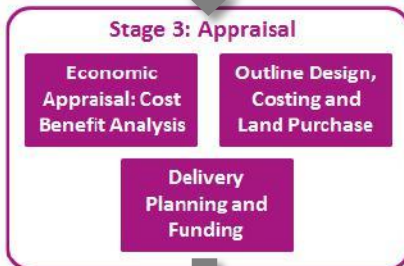 Stage 3: Appraisal
Economic
Appraisal: Cost
Benefit Analysis
Outline Design,
Costing and
Land Purchase
Delivery
Planning and
Funding